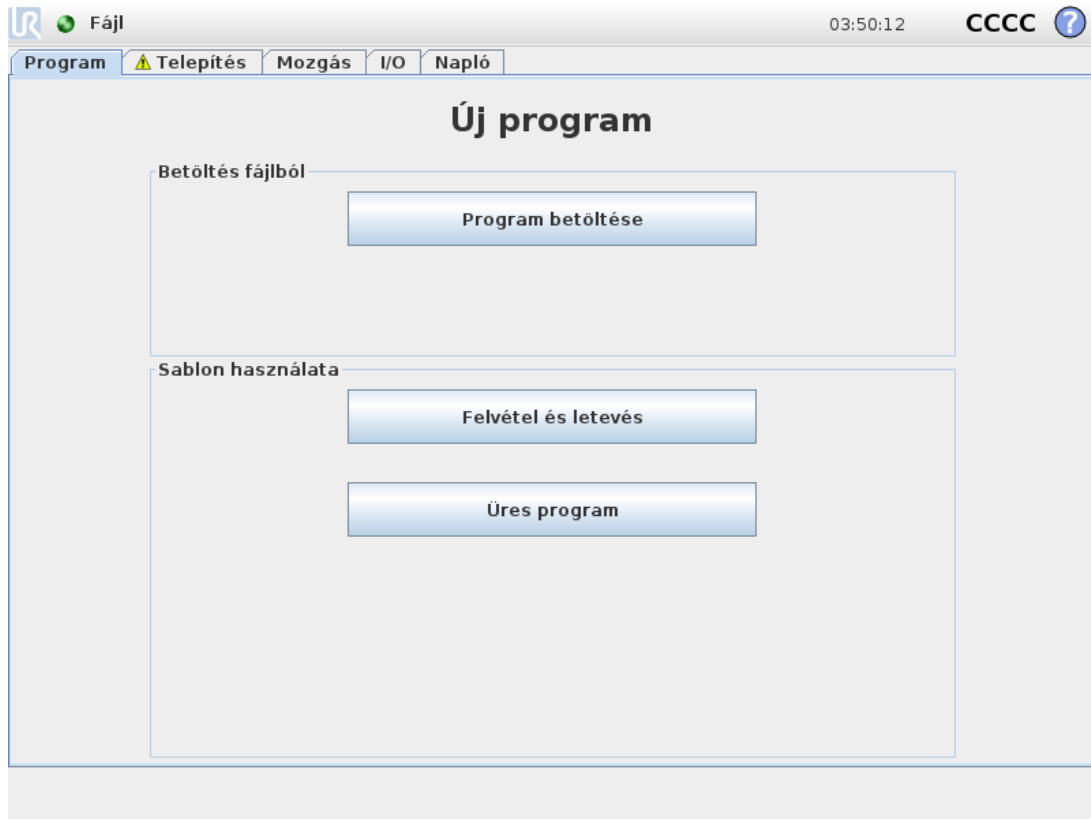 UR Fájl 03:50:12 CCCC ?
Program Telepítés Mozgás I/O Napló
Új program
Betöltés fájlból
Program betöltése
Sablon használata
Felvétel és letevés
Üres program